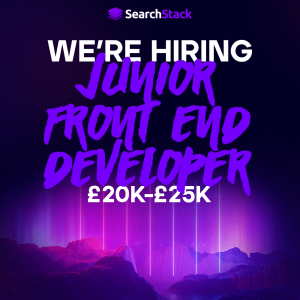 SearchStack
WE'RE HIRING
JUNIOR
FRONT END
DEVELOPER
£20K-£25K